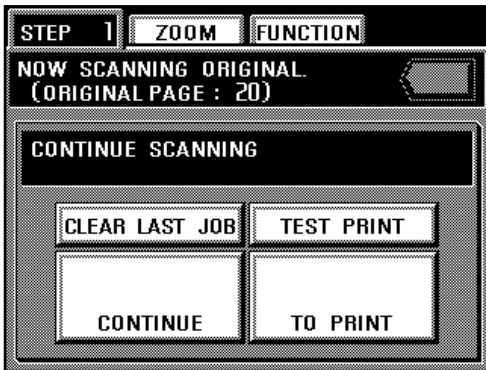 STEP 1 ZOOM FUNCTION
NOW SCANNING ORIGINAL.
(ORIGINAL PAGE : 20)
CONTINUE SCANNING
CLEAR LAST JOB TEST PRINT
CONTINUE TO PRINT